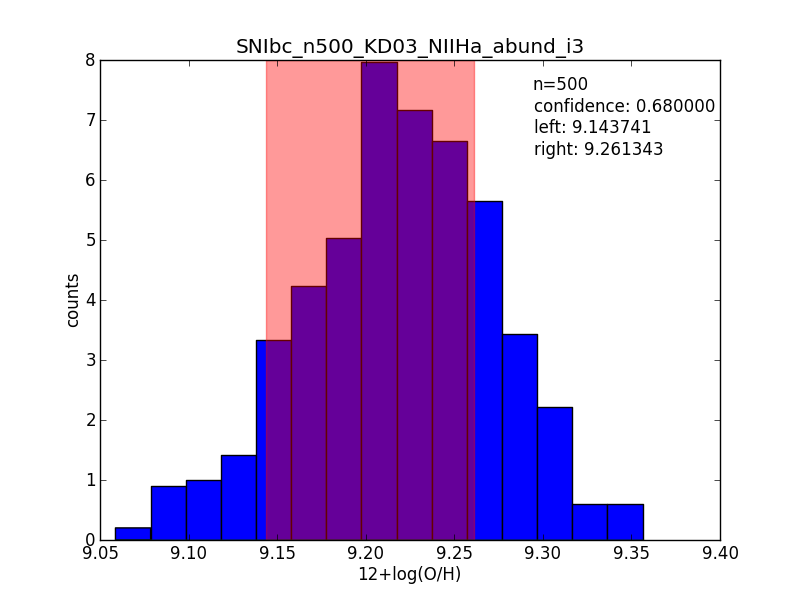 SNIbc_n500_KD03_NIIHa_abund_i3
n=500
confidence: 0.680000
left: 9.143741
right: 9.261343
8
7
6
5
4
3
2
1
0
counts
9.05 9.10 9.15 9.20 9.25 9.30 9.35 9.40
12+log(O/H)